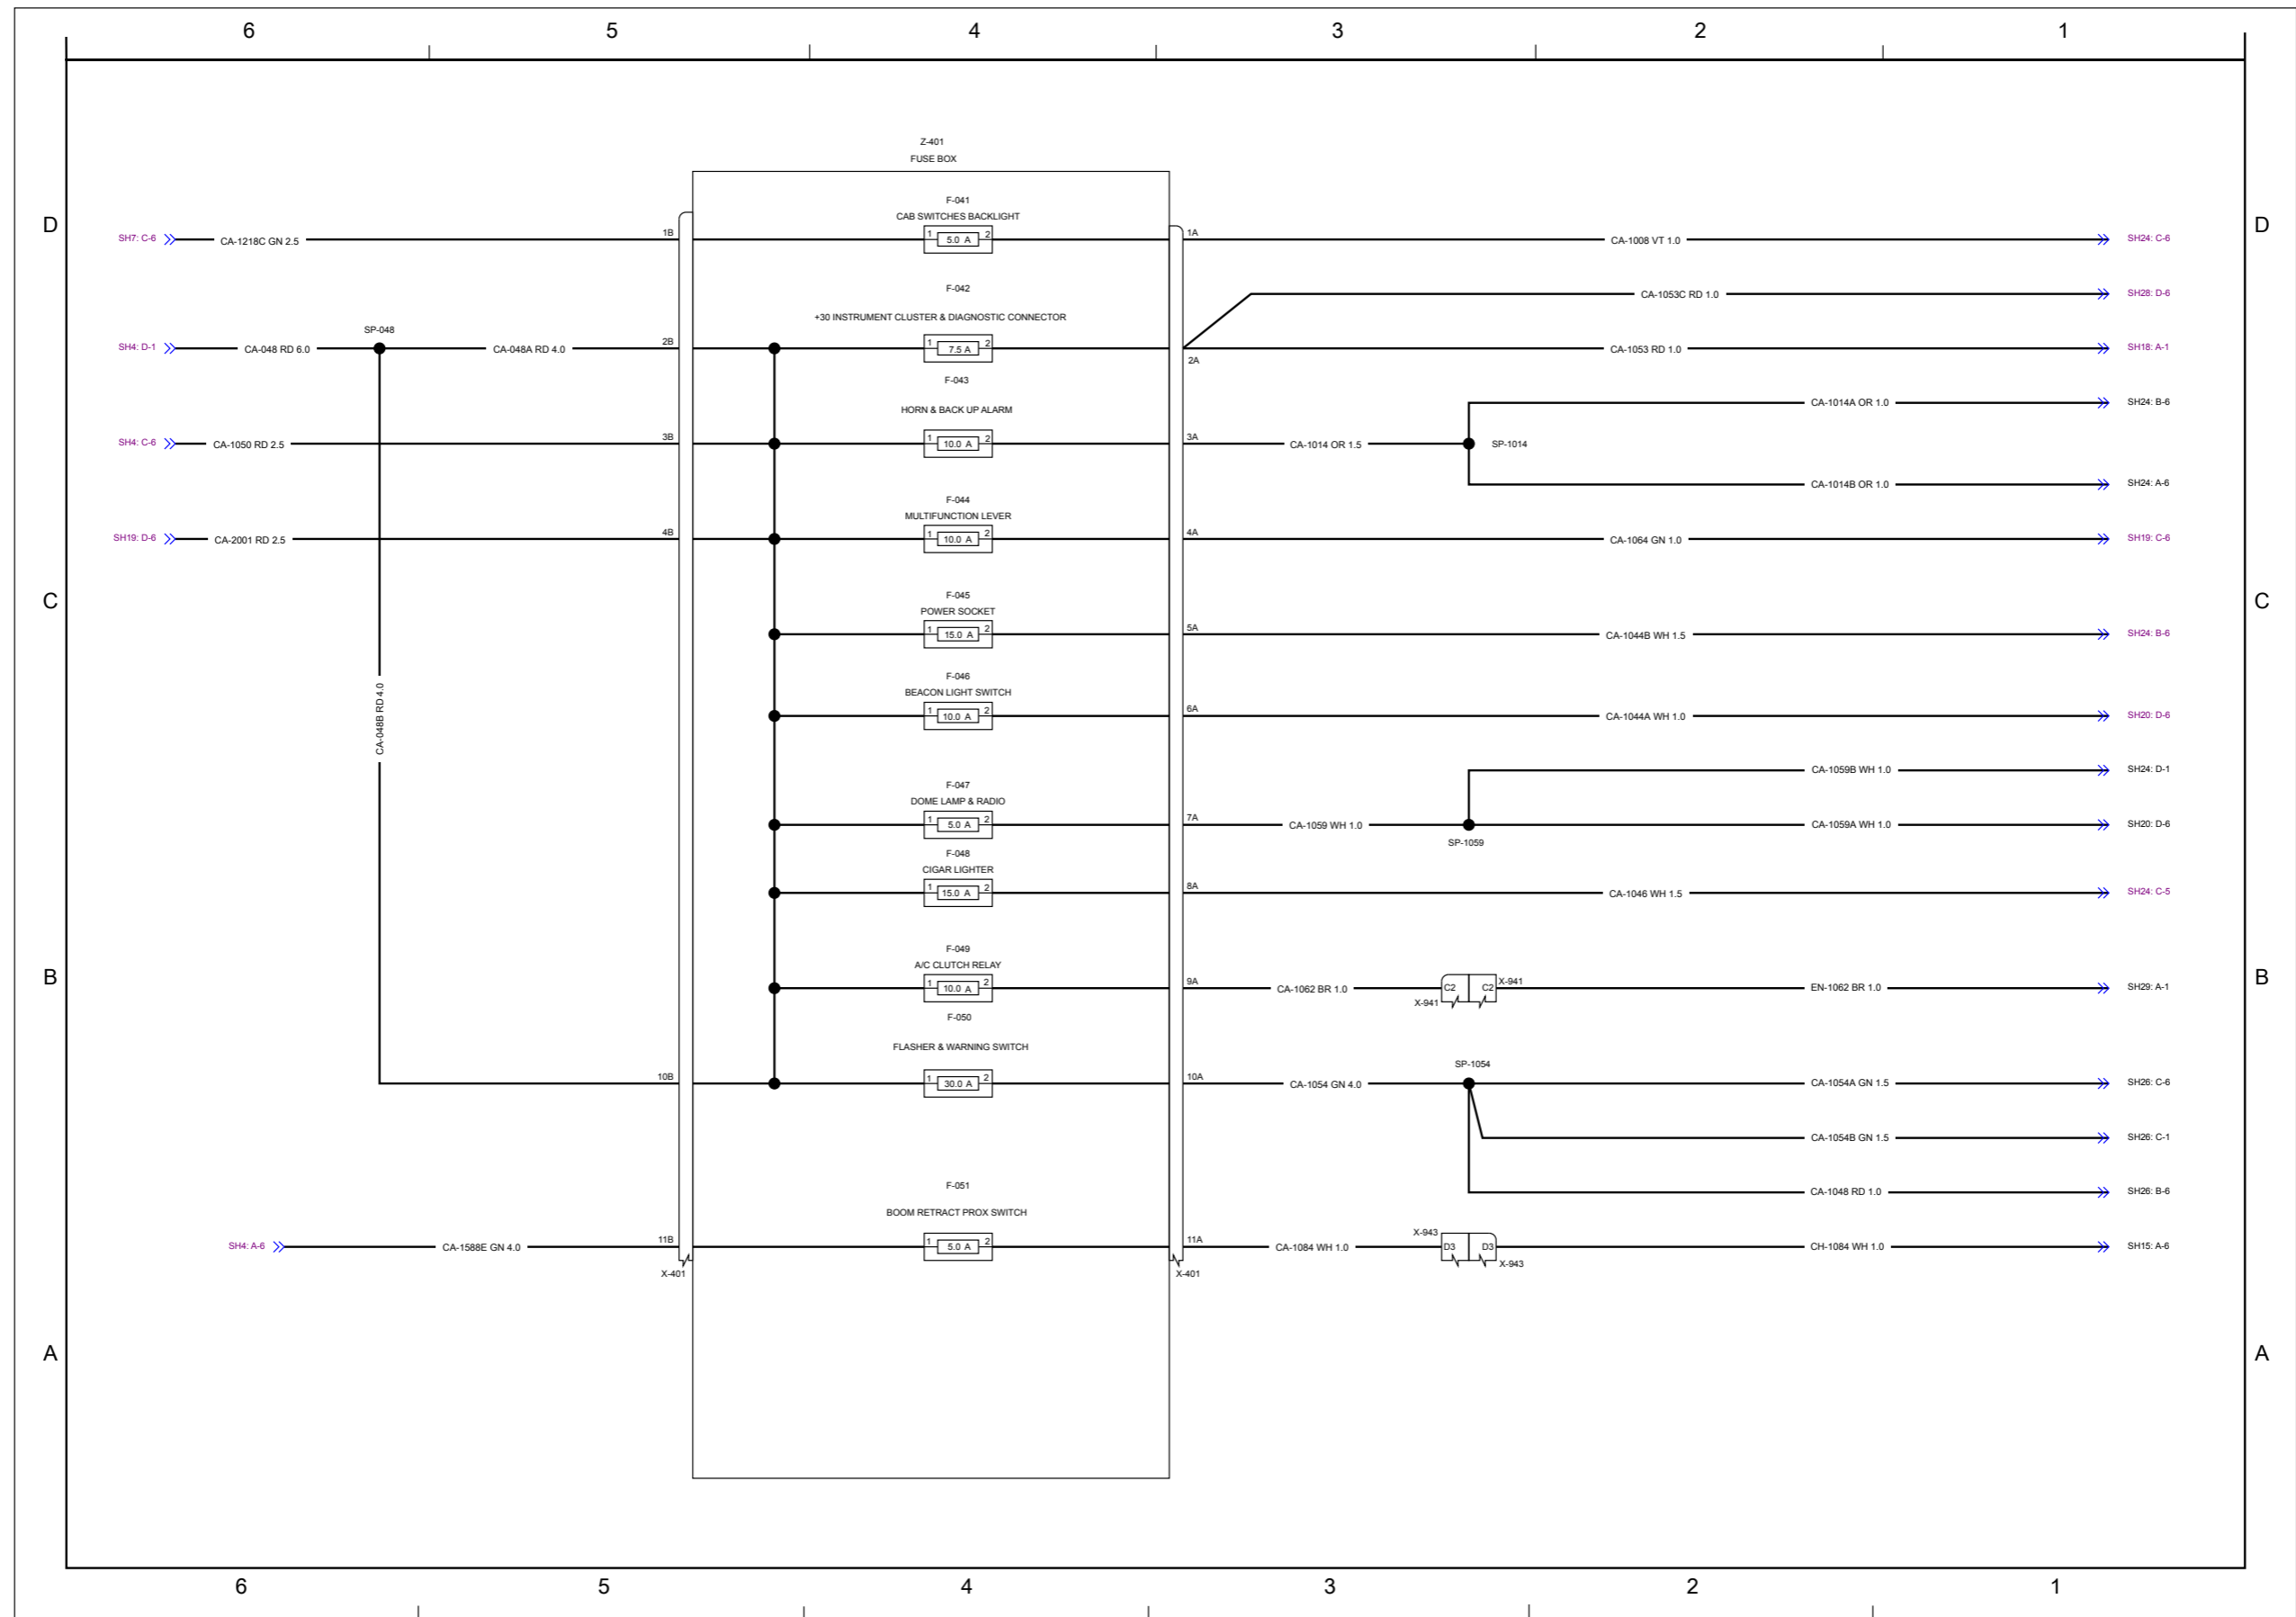 6 5 4 3 2 1
Z-401
FUSE BOX
D D
F-041
CAB SWITCHES BACKLIGHT
SH7: C-6 CA-1218C GN 2.5 1B 1 5.0 A 2 1A CA-1008 VT 1.0 SH24: C-6
F-042
CA-1053C RD 1.0 SH28: D-6
+30 INSTRUMENT CLUSTER & DIAGNOSTIC CONNECTOR
SP-048
SH4: D-1 CA-048 RD 6.0 CA-048A RD 4.0 2B 1 7.5 A 2 2A CA-1053 RD 1.0 SH18: A-1
F-043
CA-1014A OR 1.0 SH24: B-6
HORN & BACK UP ALARM
SH4: C-6 CA-1050 RD 2.5 3B 1 10.0 A 2 3A CA-1014 OR 1.5 SP-1014
CA-1014B OR 1.0 SH24: A-6
F-044
MULTIFUNCTION LEVER
SH19: D-6 CA-2001 RD 2.5 4B 1 10.0 A 2 4A CA-1064 GN 1.0 SH19: C-6
C C
F-045
POWER SOCKET
1 15.0 A 2 5A CA-1044B WH 1.5 SH24: B-6
F-046
BEACON LIGHT SWITCH
CA-048B RD 4.0
1 10.0 A 2 6A CA-1044A WH 1.0 SH20: D-6
CA-1059B WH 1.0 SH24: D-1
F-047
DOME LAMP & RADIO
1 5.0 A 2 7A CA-1059 WH 1.0 CA-1059A WH 1.0 SH20: D-6
SP-1059
F-048
CIGAR LIGHTER
1 15.0 A 2 8A CA-1046 WH 1.5 SH24: C-5
F-049
A/C CLUTCH RELAY
B B
1 10.0 A 2 9A CA-1062 BR 1.0 C2 C2 X-941 EN-1062 BR 1.0 SH29: A-1
X-941
F-050
FLASHER & WARNING SWITCH
SP-1054
10B 1 30.0 A 2 10A CA-1054 GN 4.0 CA-1054A GN 1.5 SH26: C-6
CA-1054B GN 1.5 SH26: C-1
F-051
CA-1048 RD 1.0 SH26: B-6
BOOM RETRACT PROX SWITCH
X-943
SH4: A-6 CA-1588E GN 4.0 11B 1 5.0 A 2 11A CA-1084 WH 1.0 D3 D3 CH-1084 WH 1.0 SH15: A-6
X-943
X-401 X-401
A A
6 5 4 3 2 1